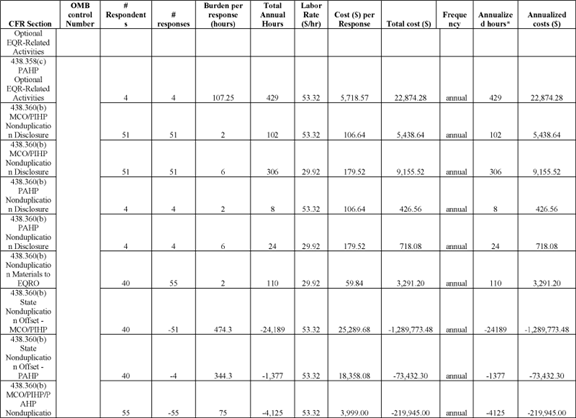 CFR Section | OMB control Number | # Respondent s | # responses | Burden per response (hours) | Total Annual Hours | Labor Rate ($/hr) | Cost ($) per Response | Total cost ($) | Freque ncy | Annualize d hours* | Annualized costs ($)
Optional EQR-Related Activities
438.358(c) PAHP Optional EQR-Related Activities | 4 | 4 | 107.25 | 429 | 53.32 | 5,718.57 | 22,874.28 | annual | 429 | 22,874.28
438.360(b) MCO/PIHP Nonduplicatio n Disclosure | 51 | 51 | 2 | 102 | 53.32 | 106.64 | 5,438.64 | annual | 102 | 5,438.64
438.360(b) MCO/PIHP Nonduplicatio n Disclosure | 51 | 51 | 6 | 306 | 29.92 | 179.52 | 9,155.52 | annual | 306 | 9,155.52
438.360(b) PAHP Nonduplicatio n Disclosure | 4 | 4 | 2 | 8 | 53.32 | 106.64 | 426.56 | annual | 8 | 426.56
438.360(b) PAHP Nonduplicatio n Disclosure | 4 | 4 | 6 | 24 | 29.92 | 179.52 | 718.08 | annual | 24 | 718.08
438.360(b) Nonduplicatio n Materials to EQRO | 40 | 55 | 2 | 110 | 29.92 | 59.84 | 3,291.20 | annual | 110 | 3,291.20
438.360(b) State Nonduplicatio n Offset - MCO/PIHP | 40 | -51 | 474.3 | -24,189 | 53.32 | 25,289.68 | -1,289,773.48 | annual | -24189 | -1,289,773.48
438.360(b) State Nonduplicatio n Offset - PAHP | 40 | -4 | 344.3 | -1,377 | 53.32 | 18,358.08 | -73,432.30 | annual | -1377 | -73,432.30
438.360(b) MCO/PIHP/P AHP Nonduplicatio | 55 | -55 | 75 | -4,125 | 53.32 | 3,999.00 | -219,945.00 | annual | -4125 | -219,945.00